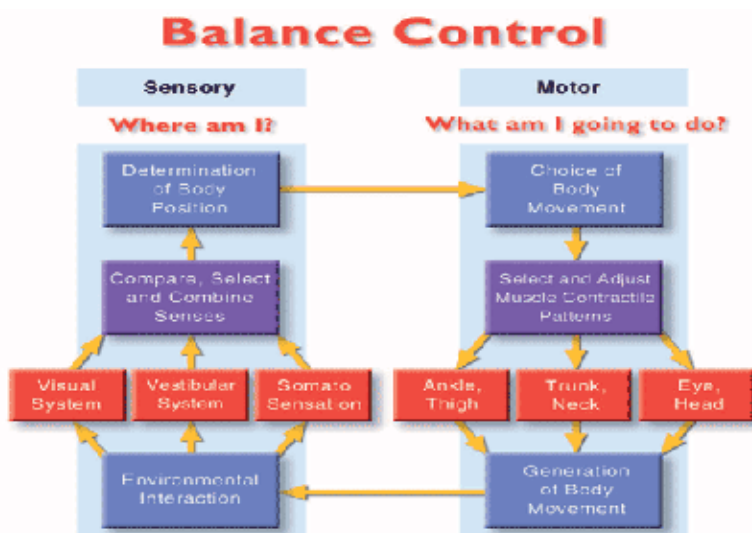 Balance Control
Sensory
Motor
Where am I?
What am I going to do?
Determination
of Body
Position
Choice of
Body
Movement
Compare, Select
and Combine
Senses
Select and Adjust
Muscle Contractile
Patterns
Visual
System
Vestibular
System
Somato
Sensation
Ankle,
Thigh
Trunk,
Neck
Eye,
Head
Environmental
Interaction
Generation
of Body
Movement